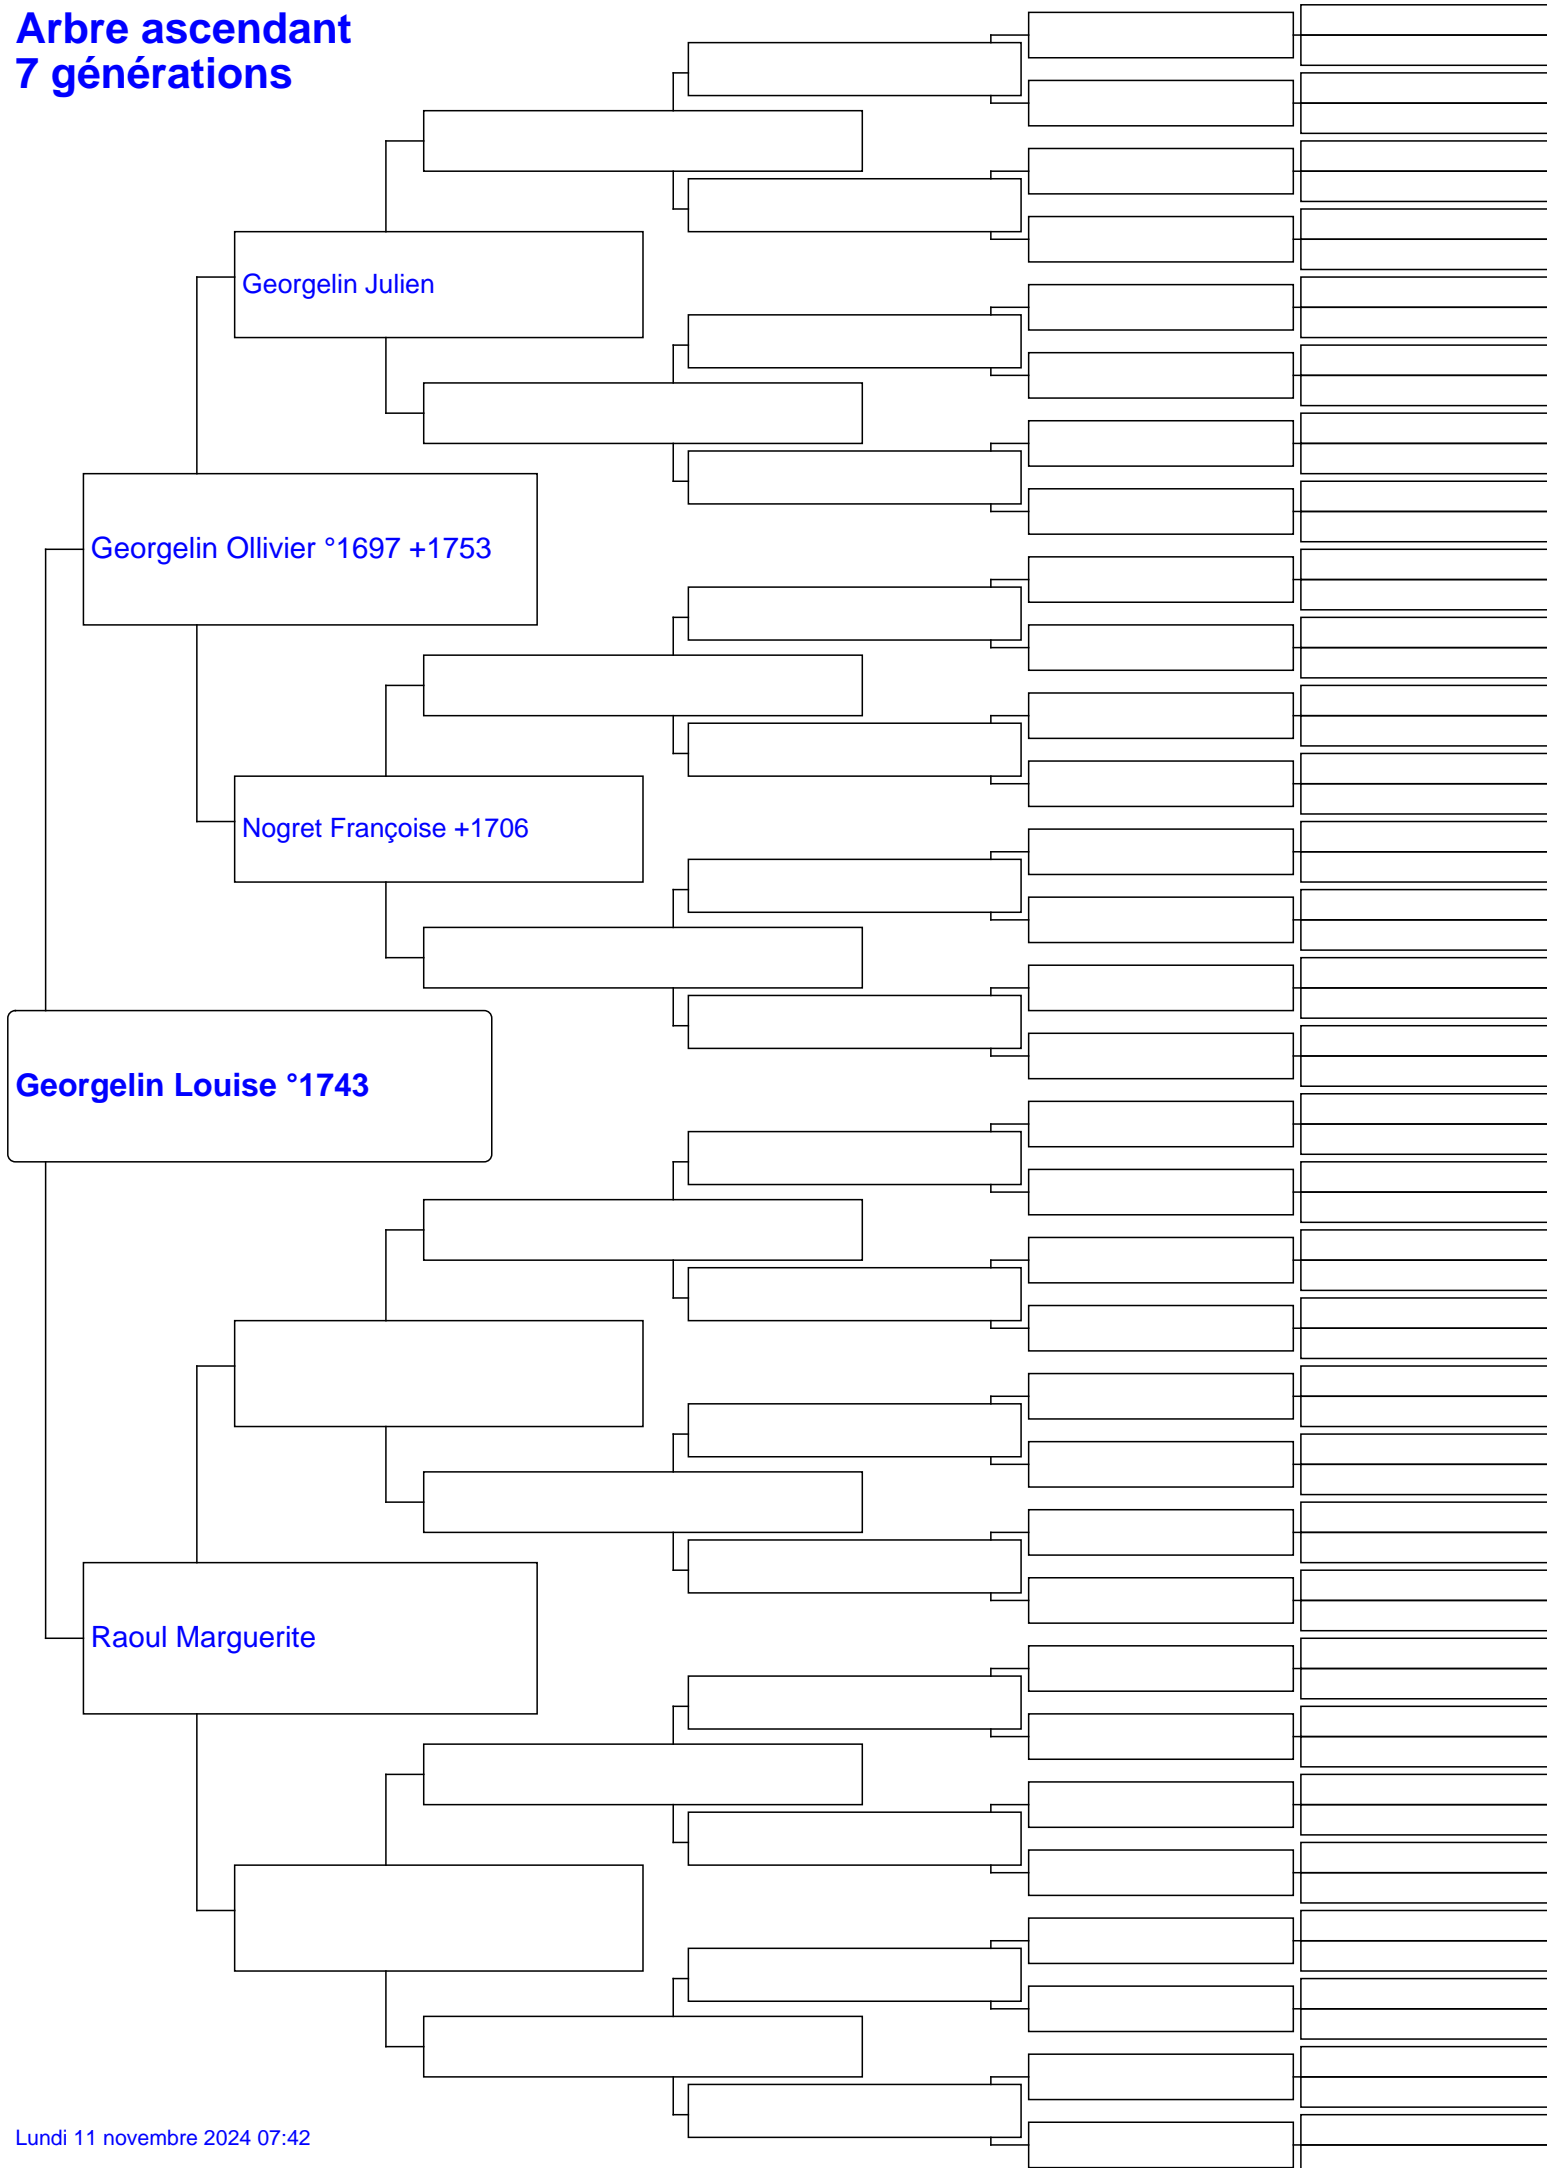 Arbre ascendant
7 générations
Georgelin Julien
Georgelin Ollivier °1697 +1753
Nogret Françoise +1706
Georgelin Louise °1743
Raoul Marguerite
Lundi 11 novembre 2024 07:42